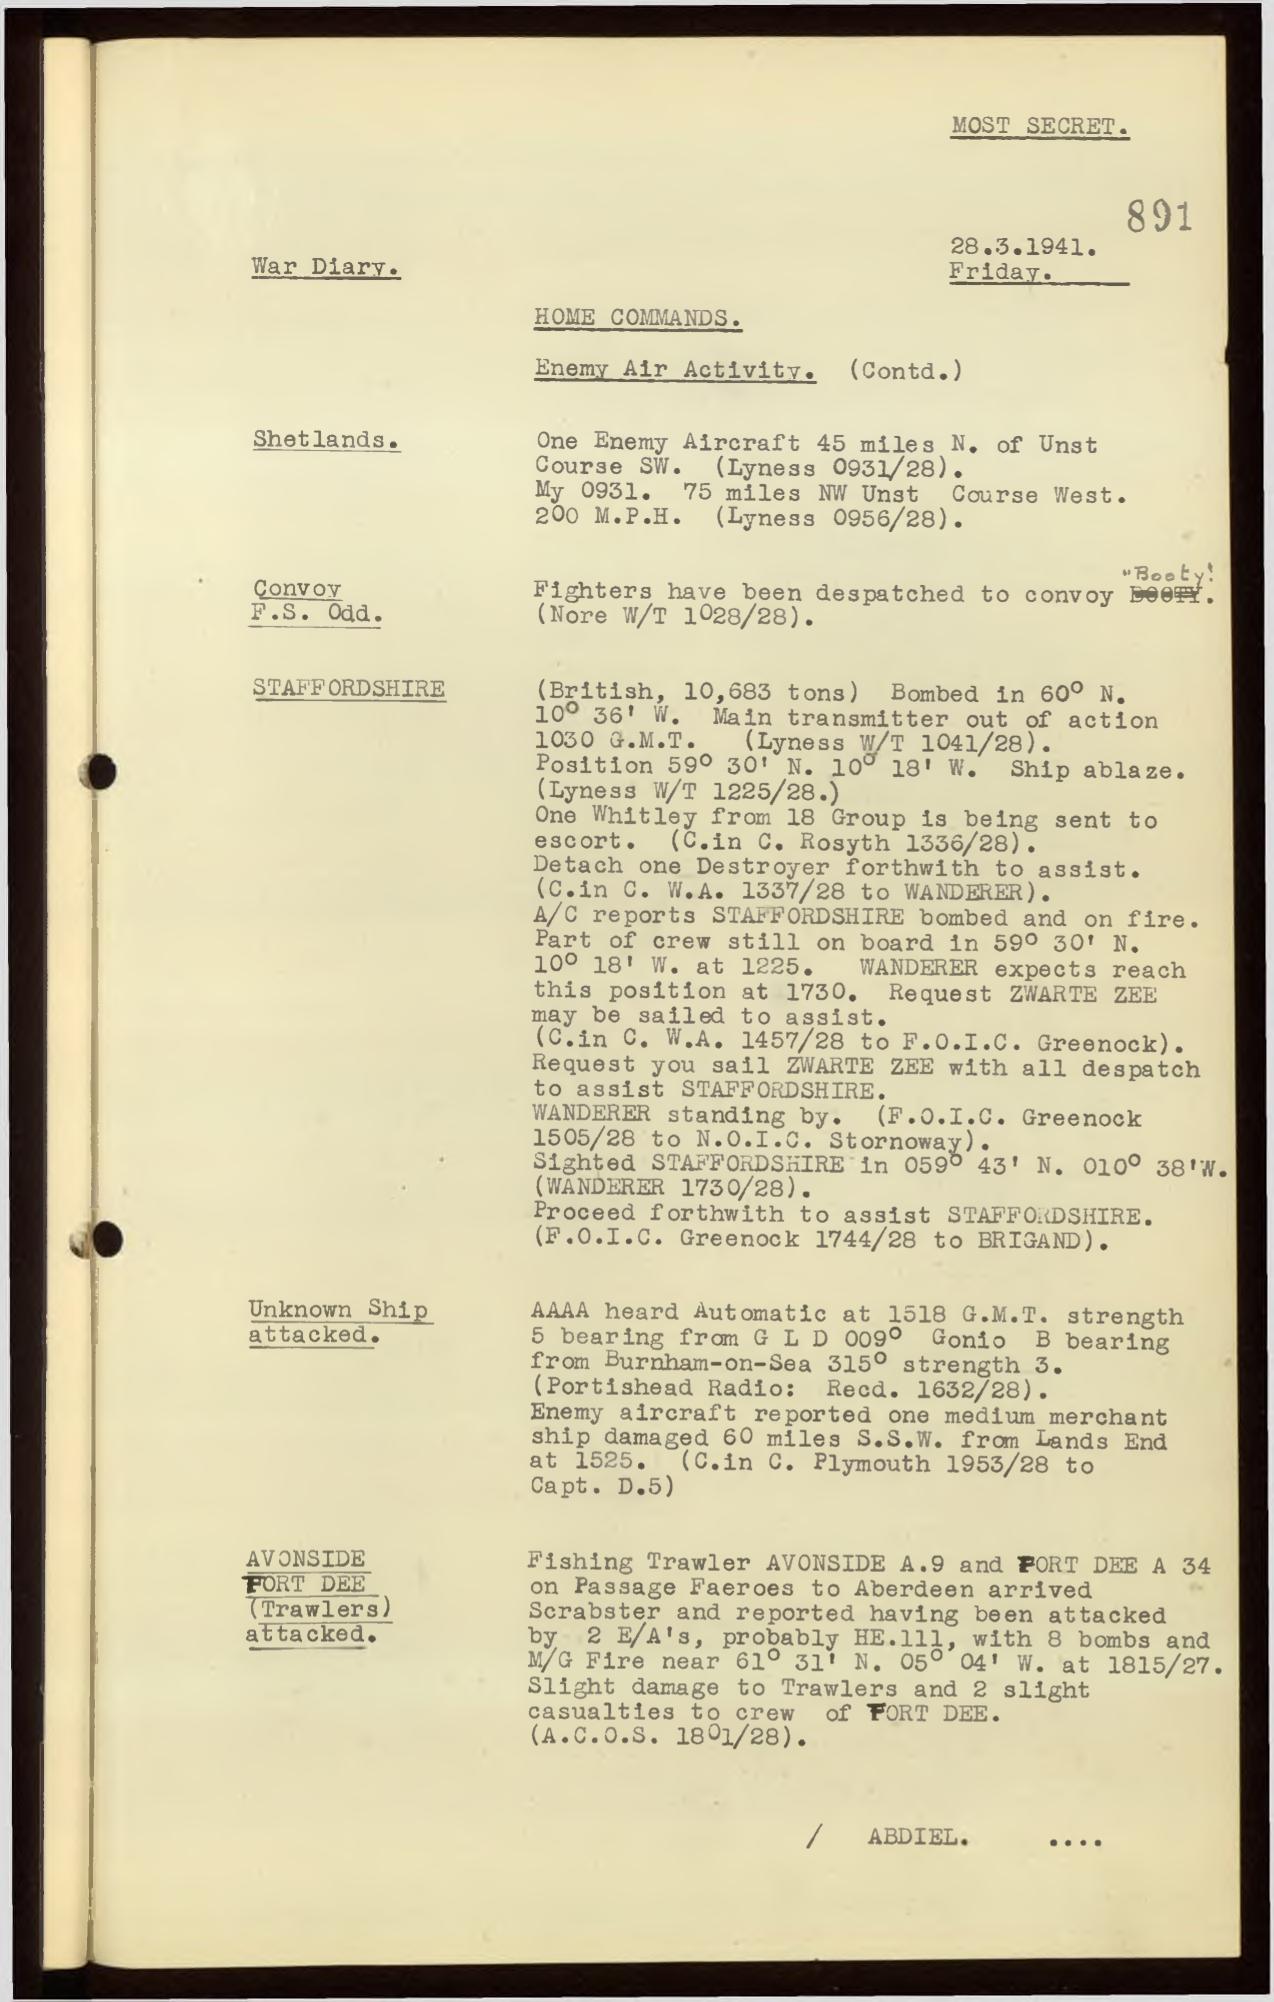 MOST SECRET.
891
28.3.1941.
War Diary.
Friday.
HOME COMMANDS.
Enemy Air Activity. (Contd.)
Shetlands.
One Enemy Aircraft 45 miles N. of Unst
Course SW. (Lyness 0931/28).
My 0931. 75 miles NW Unst Course West.
200 M.P.H. (Lyness 0956/28).
"Booty".
Convoy
F.S. Odd.
Fighters have been despatched to convoy BOOTY.
(Nore W/T 1028/28).
STAFFORDSHIRE
(British, 10,683 tons) Bombed in 60° N.
10° 36' W. Main transmitter out of action
1030 G.M.T. (Lyness W/T 1041/28).
Position 59° 30' N. 10° 18' W. Ship ablaze.
(Lyness W/T 1225/28.)
One Whitley from 18 Group is being sent to
escort. (C.in C. Rosyth 1336/28).
Detach one Destroyer forthwith to assist.
(C.in C. W.A. 1337/28 to WANDERER).
A/C reports STAFFORDSHIRE bombed and on fire.
Part of crew still on board in 59° 30' N.
10° 18' W. at 1225. WANDERER expects reach
this position at 1730. Request ZWARTE ZEE
may be sailed to assist.
(C.in C. W.A. 1457/28 to F.O.I.C. Greenock).
Request you sail ZWARTE ZEE with all despatch
to assist STAFFORDSHIRE.
WANDERER standing by. (F.O.I.C. Greenock
1505/28 to N.O.I.C. Stornoway).
Sighted STAFFORDSHIRE in 059° 43' N. 010° 38'W.
(WANDERER 1730/28).
Proceed forthwith to assist STAFFORDSHIRE.
(F.O.I.C. Greenock 1744/28 to BRIGAND).
Unknown Ship
attacked.
AAAA heard Automatic at 1518 G.M.T. strength
5 bearing from G L D 009° Gonio B bearing
from Burnham-on-Sea 315° strength 3.
(Portishead Radio: Recd. 1632/28).
Enemy aircraft reported one medium merchant
ship damaged 60 miles S.S.W. from Lands End
at 1525. (C.in C. Plymouth 1953/28 to
Capt. D.5)
AVONSIDE
FORT DEE
(Trawlers)
attacked.
Fishing Trawler AVONSIDE A.9 and FORT DEE A 34
on Passage Faeroes to Aberdeen arrived
Scrabster and reported having been attacked
by 2 E/A's, probably HE.111, with 8 bombs and
M/G Fire near 61° 31' N. 05° 04' W. at 1815/27.
Slight damage to Trawlers and 2 slight
casualties to crew of FORT DEE.
(A.C.O.S. 1801/28).
/ ABDIEL. ....